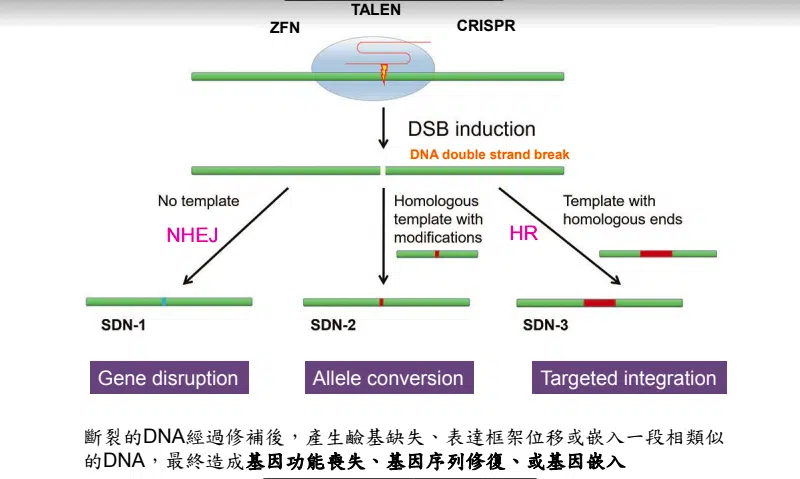 TALEN
ZFN
CRISPR
DSB induction
DNA double strand break
No template
NHEJ
Homologous
template with
modifications
HR
Template with
homologous ends
SDN-1
SDN-2
SDN-3
Gene disruption
Allele conversion
Targeted integration
斷裂的DNA經過修補後，產生鹼基缺失、表達框架位移或嵌入一段相類似
的DNA，最終造成基因功能喪失、基因序列修復、或基因嵌入